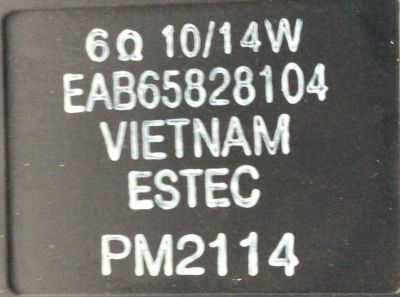 6Ω 10/14W
EAB65828104
VIETNAM
ESTEC
PM2114